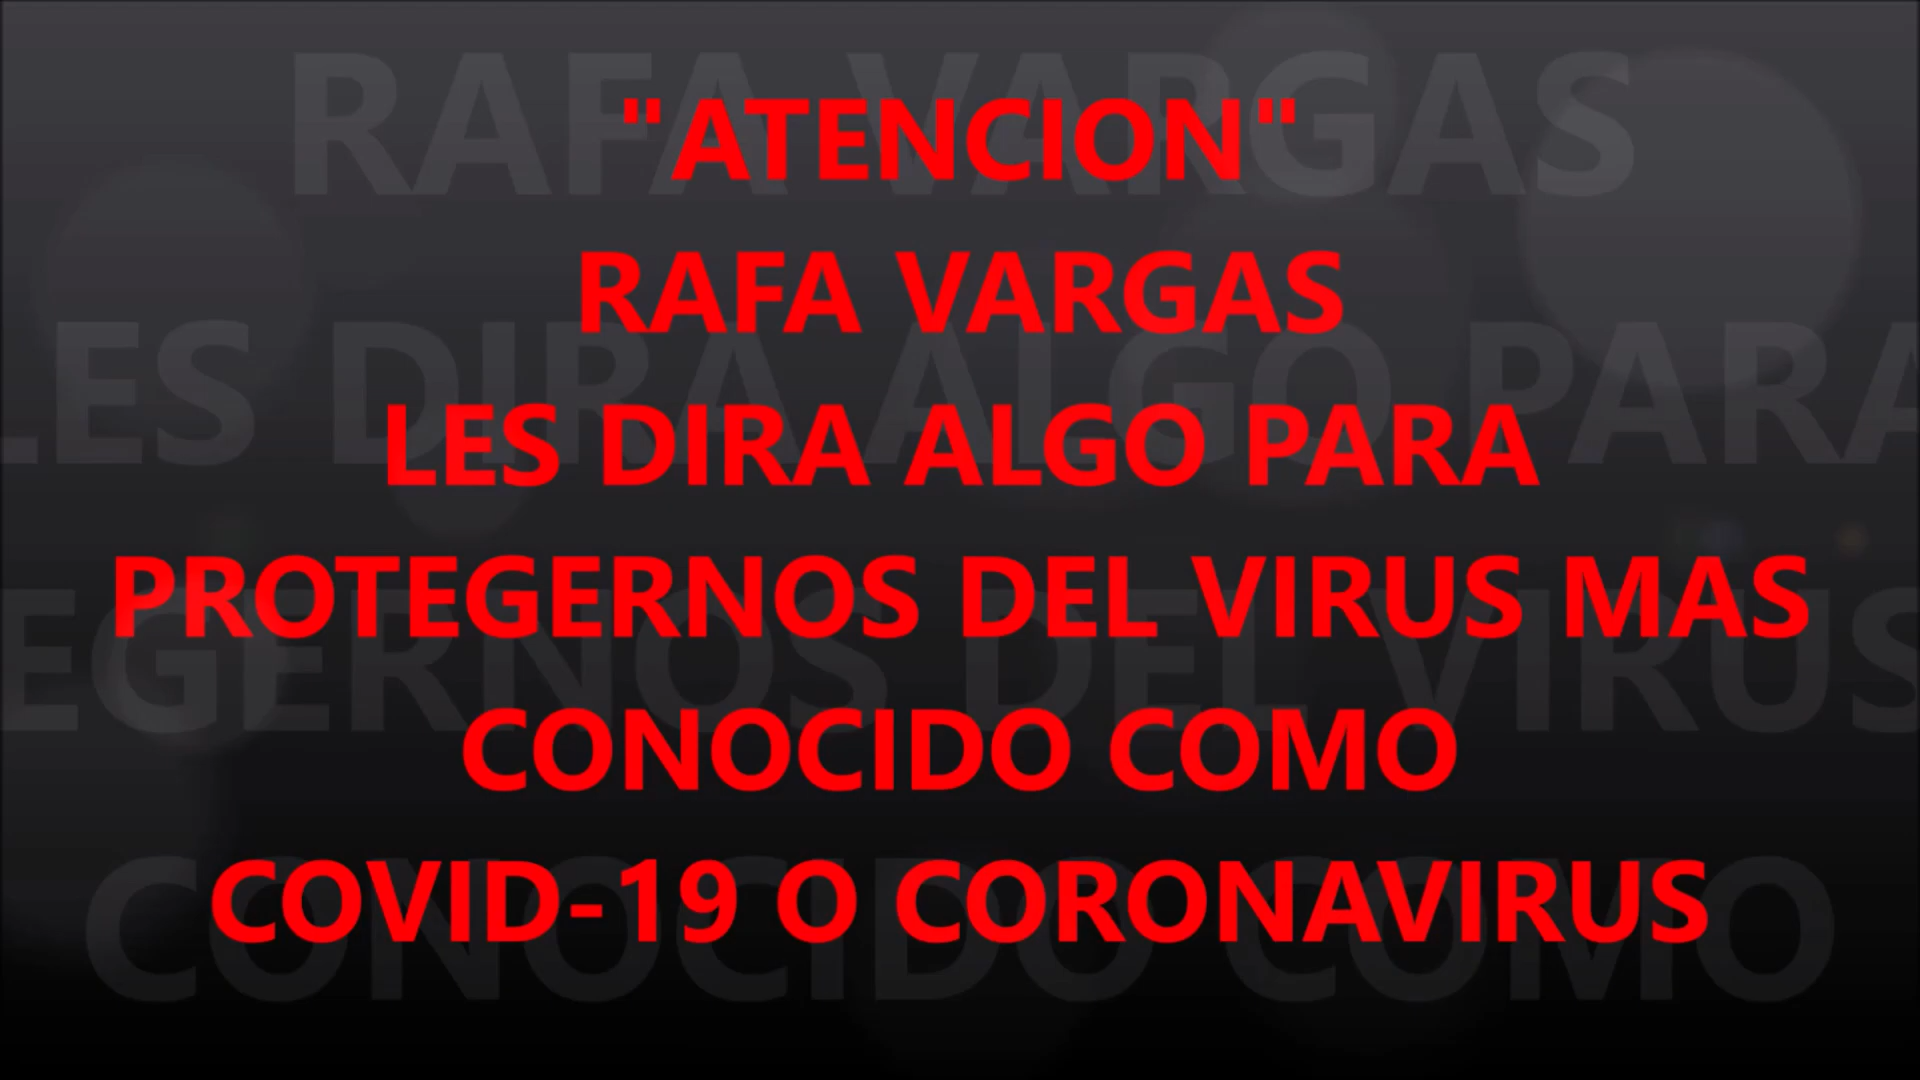 "ATENCION"
RAFA VARGAS
LES DIRA ALGO PARA
PROTEGERNOS DEL VIRUS MAS
CONOCIDO COMO
COVID-19 O CORONAVIRUS